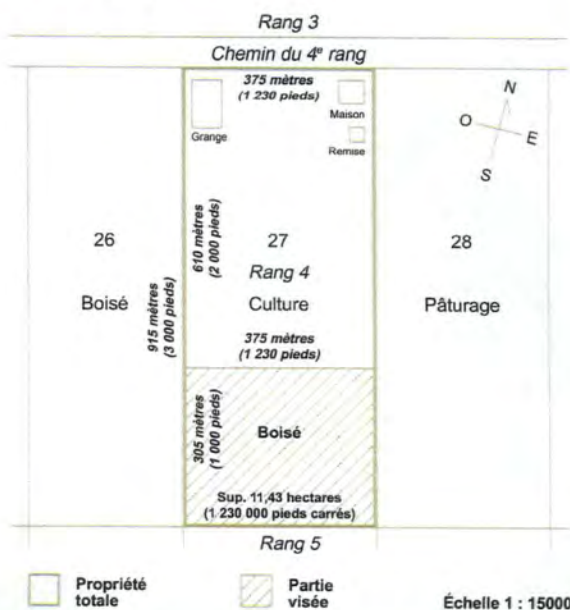 Rang 3
Chemin du 4e rang
375 mètres
(1 230 pieds)
Grange
Maison
Remise
N
O
E
S
610 mètres
(2 000 pieds)
26
27
28
Rang 4
Boisé
Culture
Pâturage
915 mètres
(3 000 pieds)
375 mètres
(1 230 pieds)
305 mètres
(1 000 pieds)
Boisé
Sup. 11,43 hectares
(1 230 000 pieds carrés)
Rang 5
Propriété
totale
Partie
visée
Échelle 1 : 15000